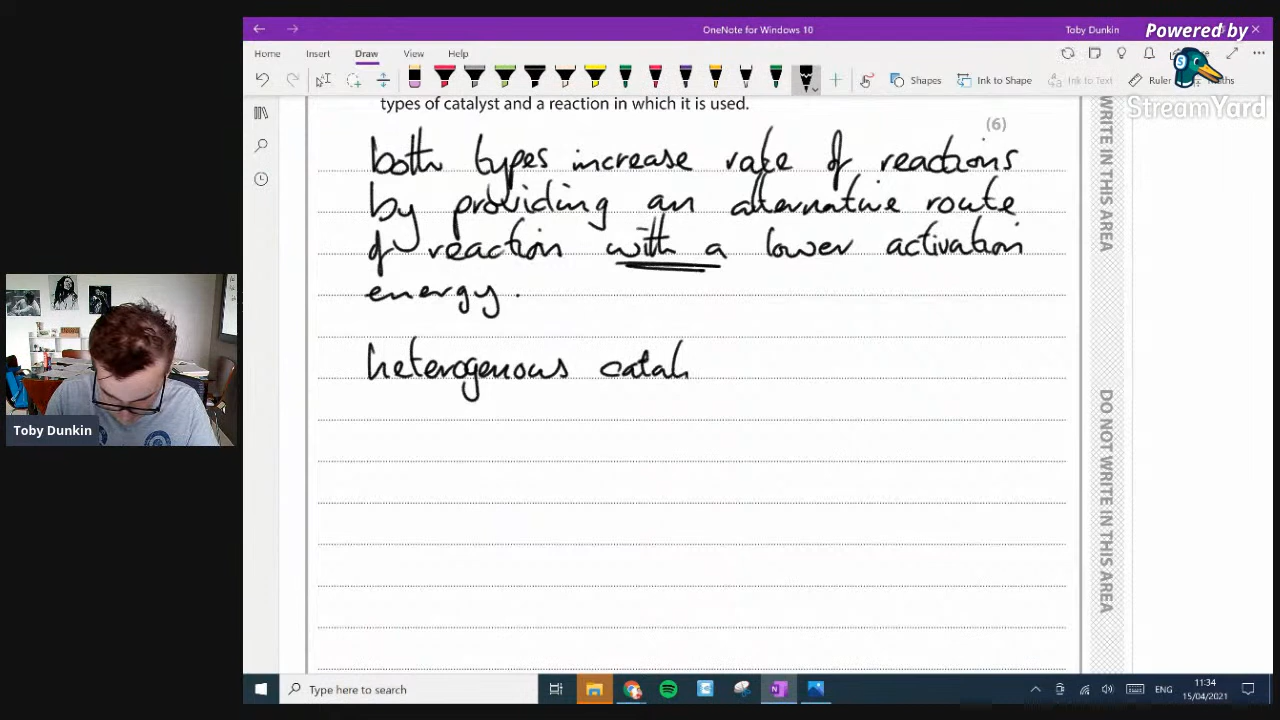 OneNote for Windows 10
Toby Dunkin
Powered by
StreamYard
Home Insert Draw View Help
Shapes Ink to Shape Ink to Text Ruler Maths
types of catalyst and a reaction in which it is used.
(6)
both types increase rate of reactions
by providing an alternative route
of reaction with a lower activation
energy.
heterogenous catal
WRITE IN THIS AREA
DO NOT WRITE IN THIS AREA
Toby Dunkin
Type here to search
ENG
11:34
15/04/2021